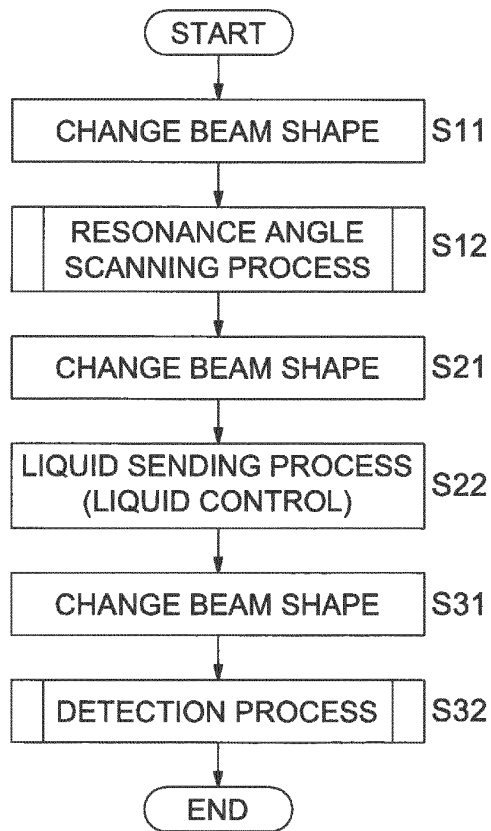 START
CHANGE BEAM SHAPE S11
RESONANCE ANGLE
SCANNING PROCESS S12
CHANGE BEAM SHAPE S21
LIQUID SENDING PROCESS
(LIQUID CONTROL) S22
CHANGE BEAM SHAPE S31
DETECTION PROCESS S32
END